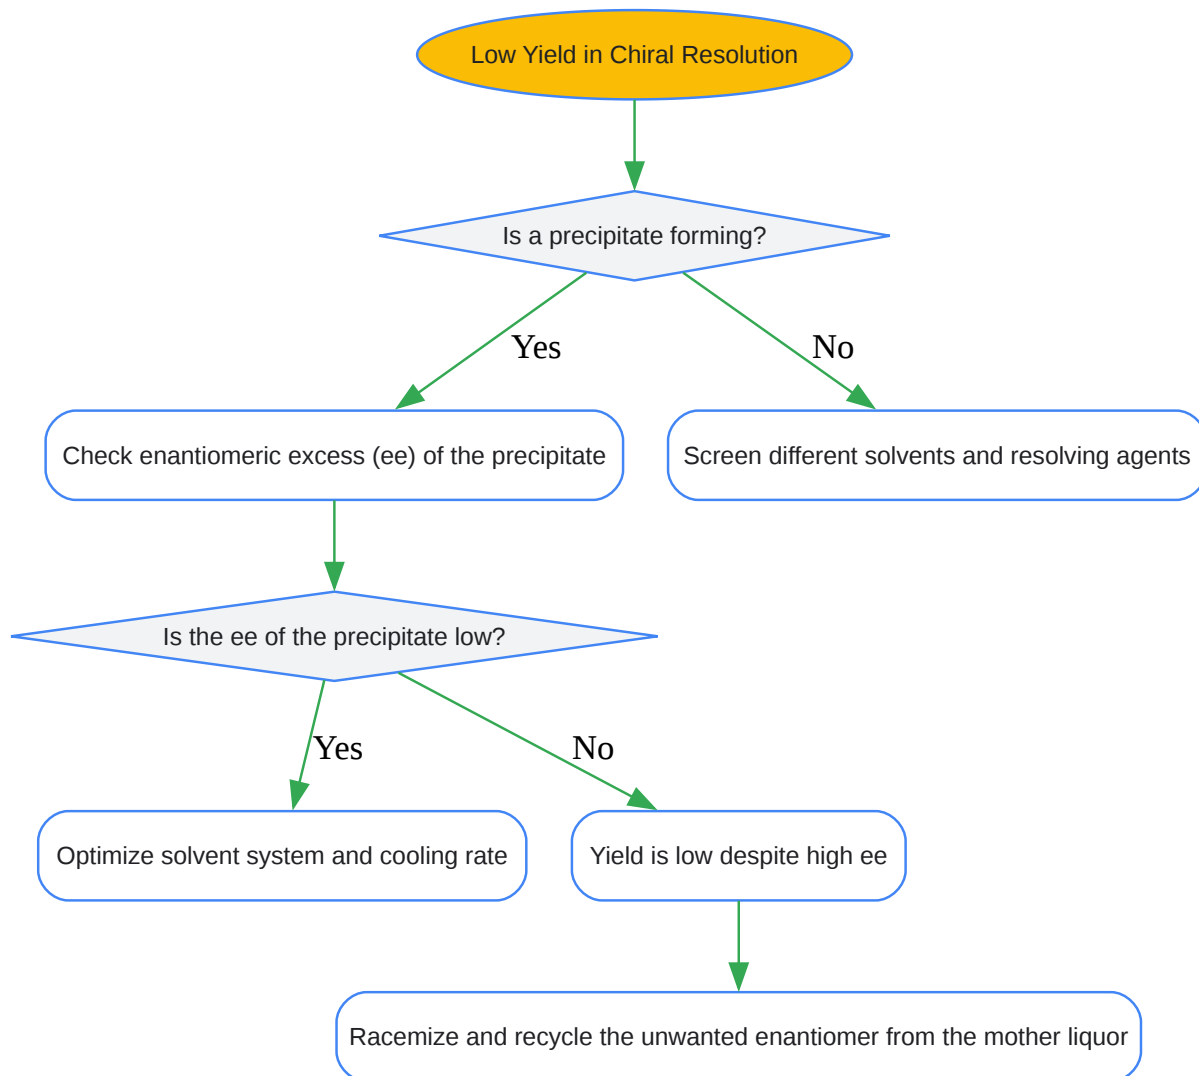 Low Yield in Chiral Resolution
Is a precipitate forming?
Yes
No
Check enantiomeric excess (ee) of the precipitate
Screen different solvents and resolving agents
Is the ee of the precipitate low?
Yes
No
Optimize solvent system and cooling rate
Yield is low despite high ee
Racemize and recycle the unwanted enantiomer from the mother liquor